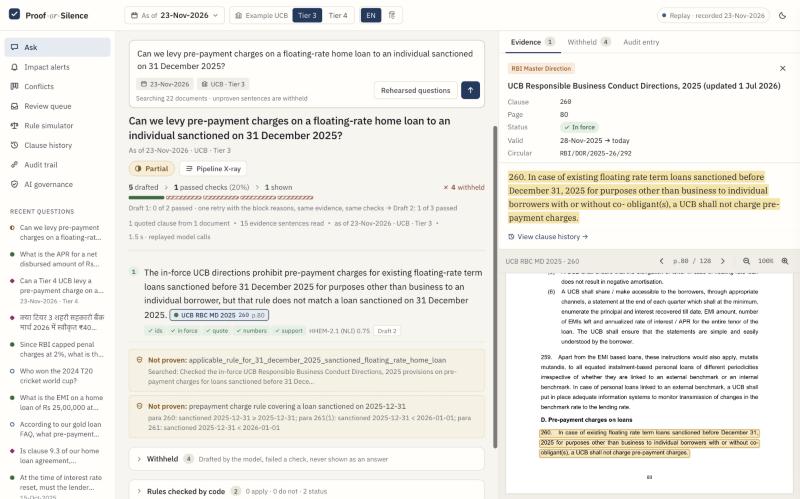 Proof-or-Silence
As of 23-Nov-2026
Example UCB Tier 3 Tier 4
EN हिं
Replay · recorded 23-Nov-2026
Ask
Impact alerts
Conflicts
Review queue
Rule simulator
Clause history
Audit trail
AI governance
RECENT QUESTIONS
Can we levy pre-payment
charges on a floating-rat...
What is the APR for a net
disbursed amount of Rs...
Can a Tier 4 UCB levy a
pre-payment charge on a...
23-Nov-2026 · Tier 4
क्या टियर 3 शहरी सहकारी बैंक
मार्च 2026 में स्वीकृत ₹40...
Since RBI capped penal
charges at 2%, what is th...
Who won the 2024 T20
cricket world cup?
What is the EMI on a home
loan of Rs 25,00,000 at...
According to our gold loan
FAQ, what pre-payment...
Is clause 9.3 of our home
loan agreement,...
At the time of interest rate
reset, must the lender...
15-Oct-2025
Can we levy pre-payment charges on a floating-rate home loan to an individual sanctioned
on 31 December 2025?
23-Nov-2026 UCB · Tier 3
Searching 22 documents · unproven sentences are withheld
Rehearsed questions
Can we levy pre-payment charges on a floating-rate home loan to an
individual sanctioned on 31 December 2025?
As of 23-Nov-2026 · UCB · Tier 3
Partial Pipeline X-ray
5 drafted > 1 passed checks (20%) > 1 shown × 4 withheld
Draft 1: 0 of 2 passed · one retry with the block reasons, same evidence, same checks → Draft 2: 1 of 3 passed
1 quoted clause from 1 document • 15 evidence sentences read • as of 23-Nov-2026 · UCB · Tier 3 •
1.5 s · replayed model calls
1 The in-force UCB directions prohibit pre-payment charges for existing floating-rate term
loans sanctioned before 31 December 2025 for purposes other than business to an
individual borrower, but that rule does not match a loan sanctioned on 31 December
2025. UCB RBC MD 2025 260 p.80
✓ ids ✓ in force ✓ quote ✓ numbers ✓ support HHEM-2.1 (NLI) 0.75 Draft 2
Not proven: applicable_rule_for_31_december_2025_sanctioned_floating_rate_home_loan
Searched: Checked the in-force UCB Responsible Business Conduct Directions, 2025 provisions on pre-
payment charges for loans sanctioned before 31 Dece...
Not proven: prepayment charge rule covering a loan sanctioned on 2025-12-31
para 260: sanctioned 2025-12-31 ≥ 2025-12-31; para 261(1): sanctioned 2025-12-31 < 2026-01-01; para
261: sanctioned 2025-12-31 < 2026-01-01
Withheld 4 Drafted by the model, failed a check, never shown as an answer
Rules checked by code 2 0 apply · 0 do not · 2 status
Evidence 1 Withheld 4 Audit entry
RBI Master Direction
UCB Responsible Business Conduct Directions, 2025 (updated 1 Jul 2026)
Clause 260
Page 80
Status ✓ In force
Valid 28-Nov-2025 → today
Circular RBI/DOR/2025-26/292
260. In case of existing floating rate term loans sanctioned before
December 31, 2025 for purposes other than business to individual
borrowers with or without co- obligant(s), a UCB shall not charge pre-
payment charges.
View clause history →
UCB RBC MD 2025 p.80 / 128 100%
does not result in negative amortisation.
(6) A UCB shall share / make accessible to the borrowers, through appropriate
channels, a statement at the end of each quarter which shall at the minimum,
enumerate the principal and interest recovered till date, EMI amount, number
of EMIs left and annualized rate of interest / APR for the entire tenor of the
loan. The UCB shall ensure that the statements are simple and easily
understood by the borrower.
259. Apart from the EMI based loans, these instructions would also apply, mutatis
mutandis, to all equated instalment-based personal loans of different periodicities
irrespective of whether they are linked to an external benchmark or an internal
benchmark. In case of personal loans linked to an external benchmark, a UCB shall
put in place adequate information systems to monitor transmission of changes in the
benchmark rate to the lending rate.
D. Pre-payment charges on loans
260. In case of existing floating rate term loans sanctioned before December 31,
2025 for purposes other than business to individual borrowers with or without co-
obligant(s), a UCB shall not charge pre-payment charges.